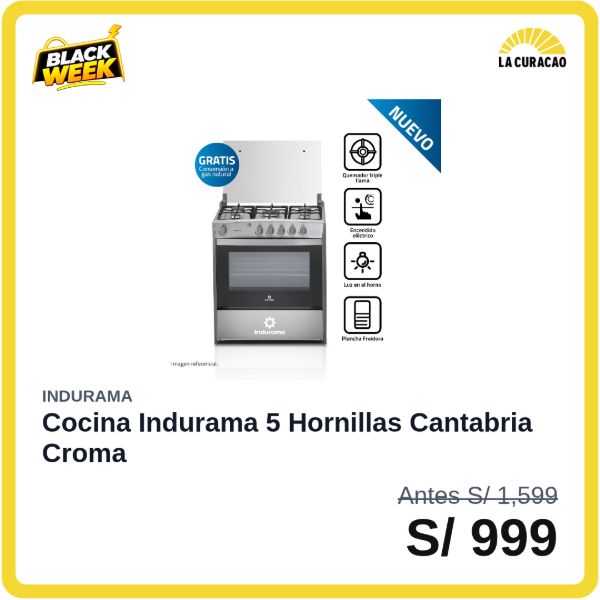 BLACK
WEEK
LA CURACAO
NUEVO
GRATIS
Conversión a
gas natural
Quemador triple
llama
Encendido
eléctrico
Luz en el horno
Plancha Freidora
indurama
Imagen referencial.
INDURAMA
Cocina Indurama 5 Hornillas Cantabria
Croma
Antes S/ 1,599
S/ 999